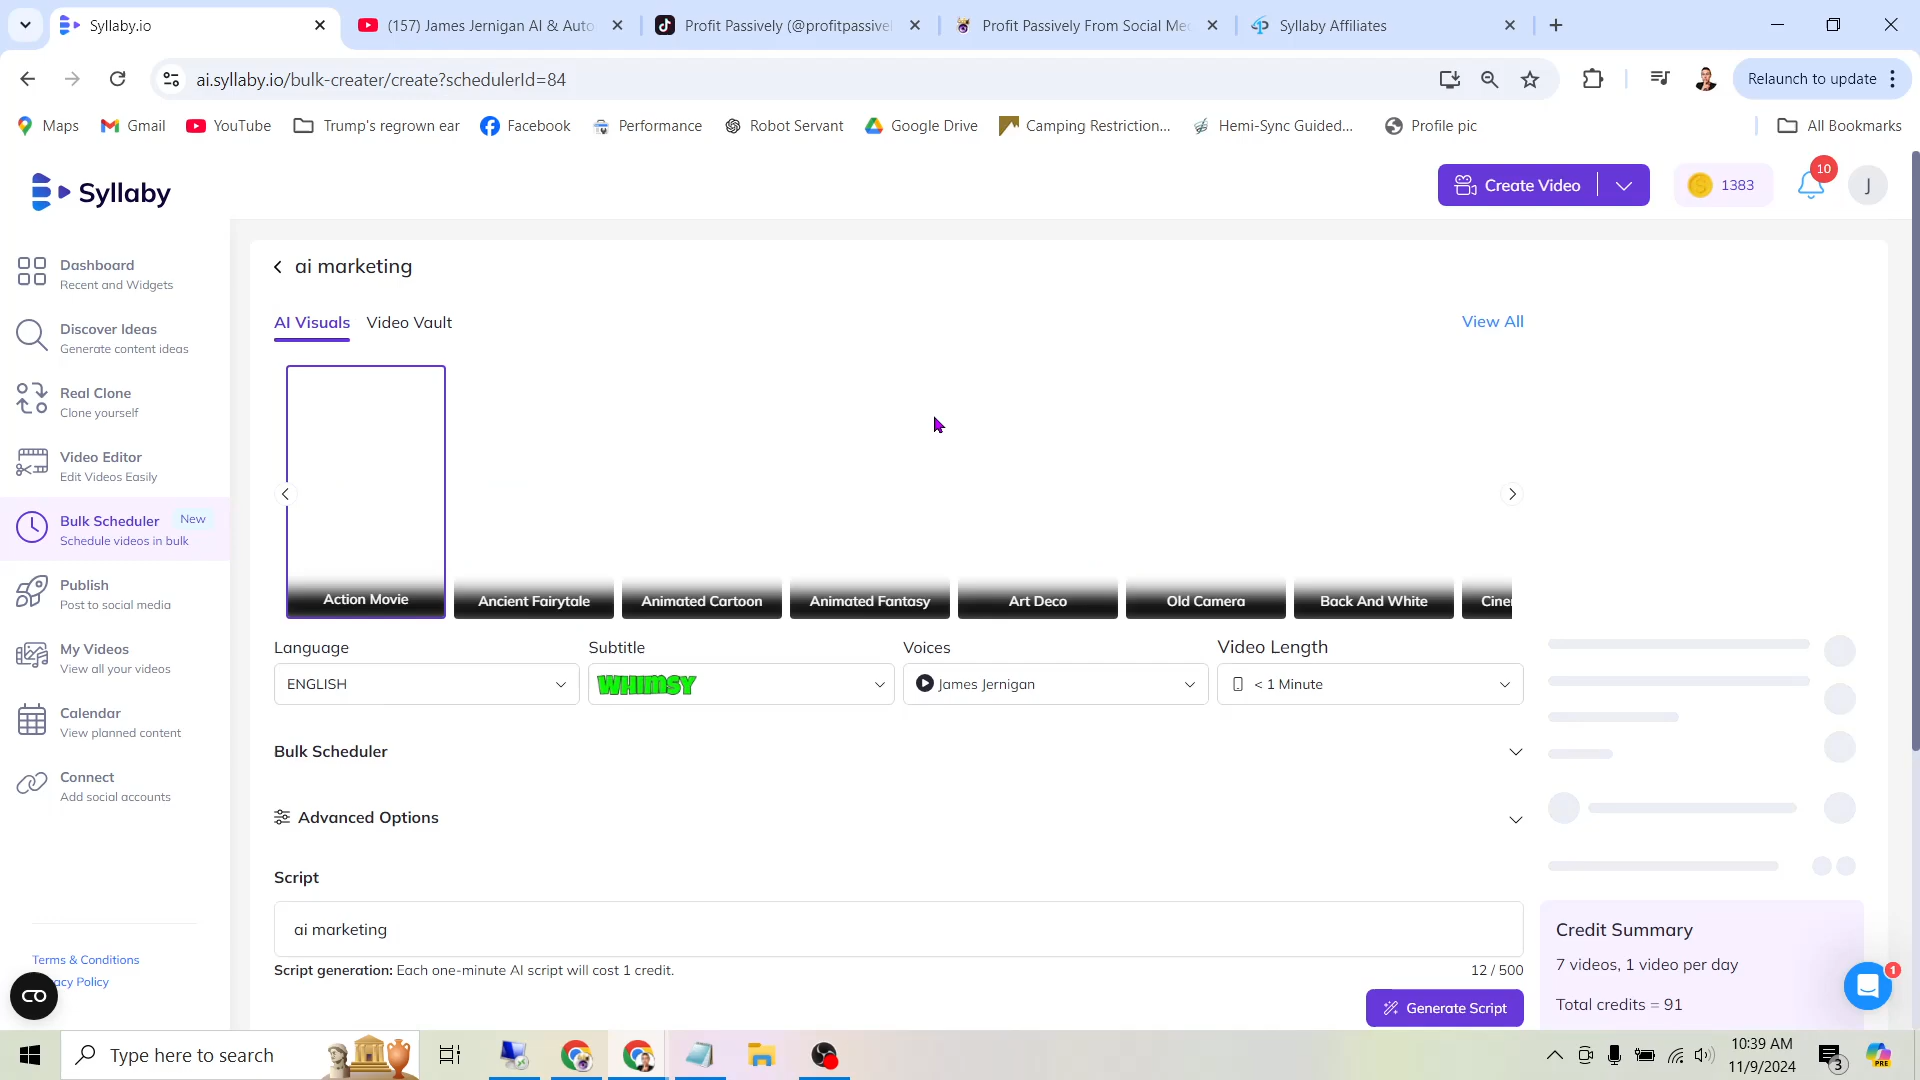 Syllaby.io
(157) James Jernigan AI & Auto
Profit Passively (@profitpassivel
Profit Passively From Social Me
Syllaby Affiliates
ai.syllaby.io/bulk-creater/create?schedulerId=84
Relaunch to update
Maps
Gmail
YouTube
Trump's regrown ear
Facebook
Performance
Robot Servant
Google Drive
Camping Restriction...
Hemi-Sync Guided...
Profile pic
All Bookmarks
Syllaby
Create Video
1383
10
J
Dashboard
Recent and Widgets
Discover Ideas
Generate content ideas
Real Clone
Clone yourself
Video Editor
Edit Videos Easily
Bulk Scheduler New
Schedule videos in bulk
Publish
Post to social media
My Videos
View all your videos
Calendar
View planned content
Connect
Add social accounts
Terms & Conditions
acy Policy
ai marketing
AI Visuals Video Vault View All
Action Movie
Ancient Fairytale
Animated Cartoon
Animated Fantasy
Art Deco
Old Camera
Back And White
Cine
Language Subtitle Voices Video Length
ENGLISH WHIMSY James Jernigan < 1 Minute
Bulk Scheduler
Advanced Options
Script
ai marketing
Script generation: Each one-minute AI script will cost 1 credit. 12 / 500
Generate Script
Credit Summary
7 videos, 1 video per day
Total credits = 91
1
Type here to search
10:39 AM
11/9/2024
3
PRE